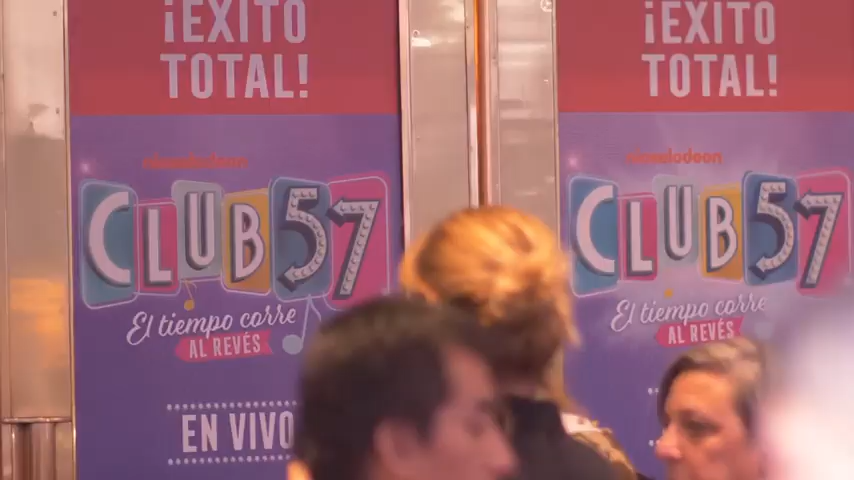 ¡EXITO
TOTAL!
nickelodeon
CLUB 57
El tiempo corre
AL REVÉS
EN VIVO
¡EXITO
TOTAL!
nickelodeon
CLUB 57
El tiempo corre
AL REVÉS